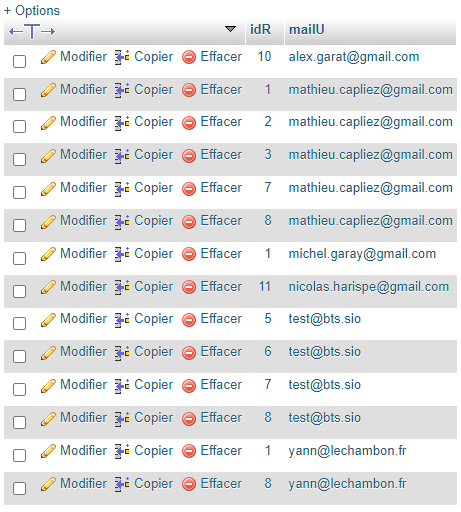 + Options
idR mailU
Modifier Copier Effacer 10 alex.garat@gmail.com
Modifier Copier Effacer 1 mathieu.capliez@gmail.com
Modifier Copier Effacer 2 mathieu.capliez@gmail.com
Modifier Copier Effacer 3 mathieu.capliez@gmail.com
Modifier Copier Effacer 7 mathieu.capliez@gmail.com
Modifier Copier Effacer 8 mathieu.capliez@gmail.com
Modifier Copier Effacer 1 michel.garay@gmail.com
Modifier Copier Effacer 11 nicolas.harispe@gmail.com
Modifier Copier Effacer 5 test@bts.sio
Modifier Copier Effacer 6 test@bts.sio
Modifier Copier Effacer 7 test@bts.sio
Modifier Copier Effacer 8 test@bts.sio
Modifier Copier Effacer 1 yann@lechambon.fr
Modifier Copier Effacer 8 yann@lechambon.fr